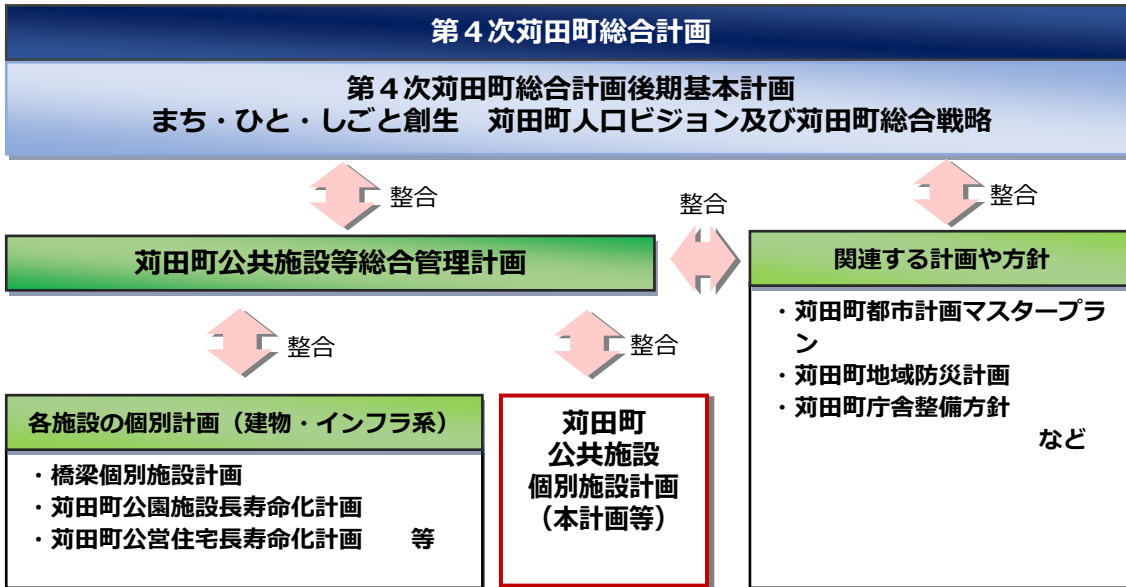 第４次苅田町総合計画
第４次苅田町総合計画後期基本計画
まち・ひと・しごと創生　苅田町人口ビジョン及び苅田町総合戦略
整合
整合
整合
苅田町公共施設等総合管理計画
関連する計画や方針
・苅田町都市計画マスタープラ
ン
・苅田町地域防災計画
・苅田町庁舎整備方針
など
整合
整合
各施設の個別計画（建物・インフラ系）
・橋梁個別施設計画
・苅田町公園施設長寿命化計画
・苅田町公営住宅長寿命化計画　等
苅田町
公共施設
個別施設計画
（本計画等）